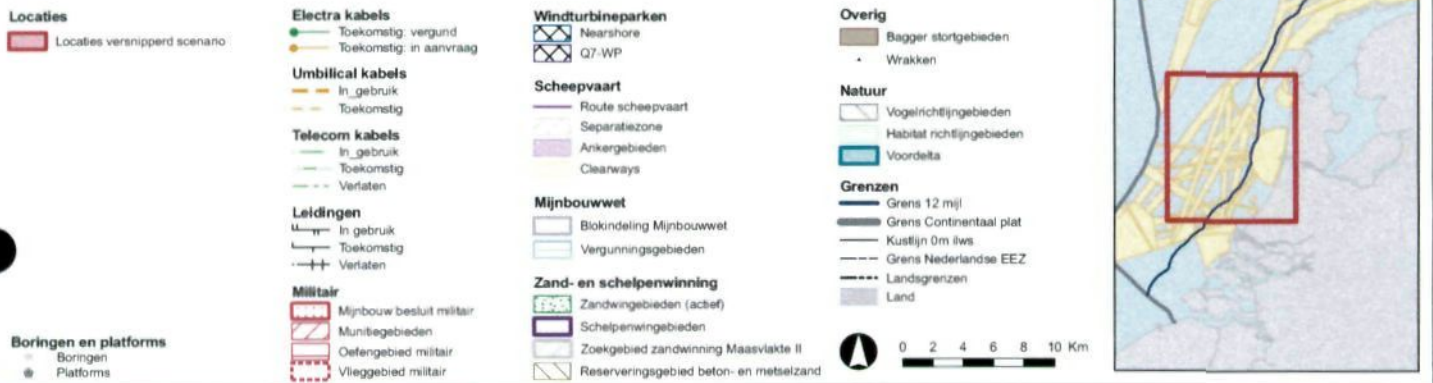 Locaties
Locaties versnipperd scenario
Boringen en platforms
Boringen
Platforms
Electra kabels
Toekomstig: vergund
Toekomstig: in aanvraag
Umbilical kabels
In_gebruik
Toekomstig
Telecom kabels
In_gebruik
Toekomstig
Verlaten
Leidingen
In gebruik
Toekomstig
Verlaten
Militair
Mijnbouw besluit militair
Munitiegebieden
Oefengebied militair
Vlieggebied militair
Windturbineparken
Nearshore
Q7-WP
Scheepvaart
Route scheepvaart
Separatiezone
Ankergebieden
Clearways
Mijnbouwwet
Blokindeling Mijnbouwwet
Vergunningsgebieden
Zand- en schelpenwinning
Zandwingebieden (actief)
Schelpenwingebieden
Zoekgebied zandwinning Maasvlakte II
Reserveringsgebied beton- en metselzand
Overig
Bagger stortgebieden
Wrakken
Natuur
Vogelrichtlijngebieden
Habitat richtlijngebieden
Voordelta
Grenzen
Grens 12 mijl
Grens Continentaal plat
Kustlijn 0m ilws
Grens Nederlandse EEZ
Landsgrenzen
Land
0 2 4 6 8 10 Km